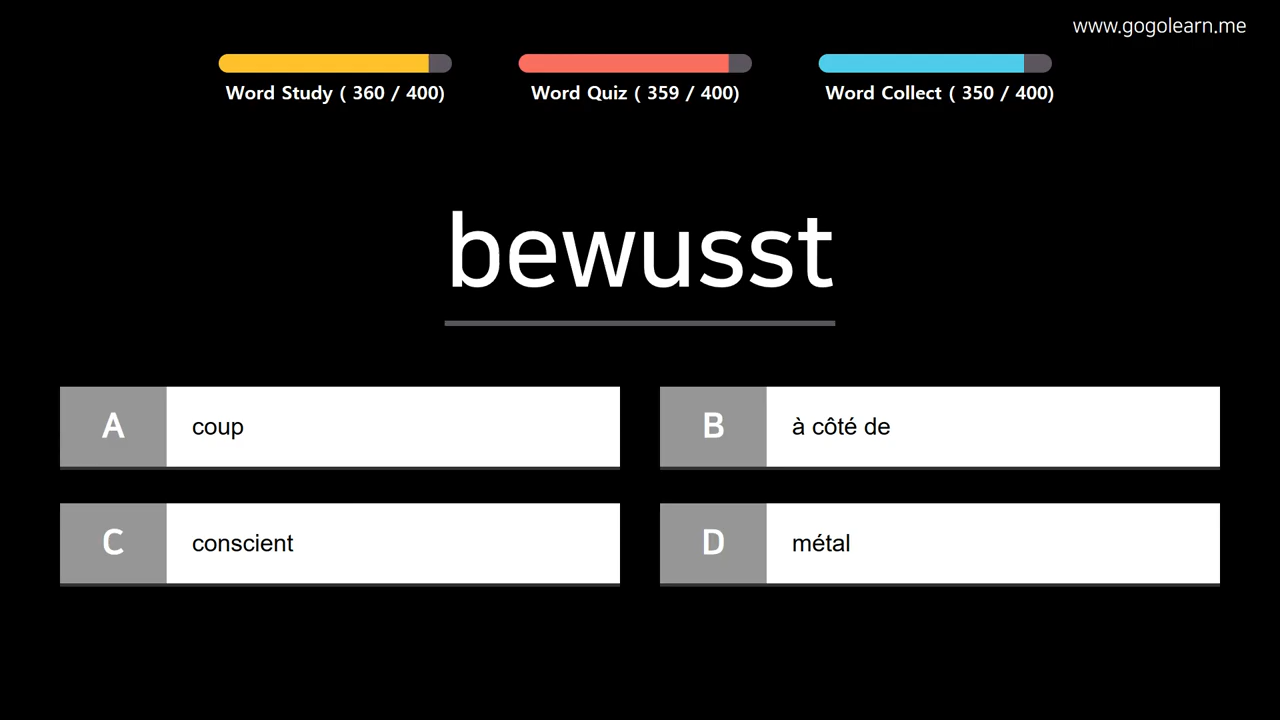 www.gogolearn.me
Word Study ( 360 / 400)
Word Quiz ( 359 / 400)
Word Collect ( 350 / 400)
bewusst
A
coup
B
à côté de
C
conscient
D
métal